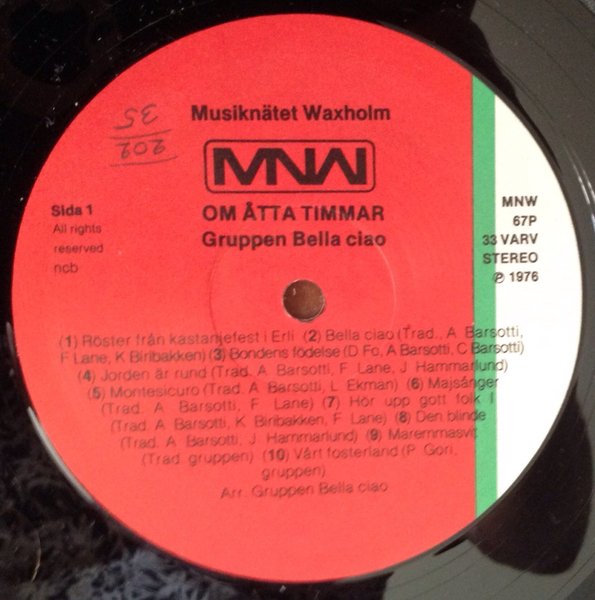 202
35
Musiknätet Waxholm
MNW
OM ÅTTA TIMMAR
Gruppen Bella ciao
Sida 1
All rights
reserved
ncb
MNW
67P
33 VARV
STEREO
℗ 1976
(1) Röster från kastanjefest i Erli (2) Bella ciao (Trad., A. Barsotti,
F Lane, K Biribakken) (3) Bondens födelse (D Fo, A Barsotti, C Barsotti)
(4) Jorden är rund (Trad. A. Barsotti, F. Lane, J. Hammarlund)
(5) Montesicuro (Trad. A Barsotti, L. Ekman) (6) Majsånger
(Trad. A. Barsotti, F. Lane) (7) Hör upp gott folk I
(Trad. A. Barsotti, K. Biribakken, F. Lane) (8) Den blinde
(Trad. A. Barsotti, J. Hammarlund) (9) Maremmasvit
(Trad. gruppen) (10) Vårt fosterland (P. Gori,
gruppen)
Arr. Gruppen Bella ciao